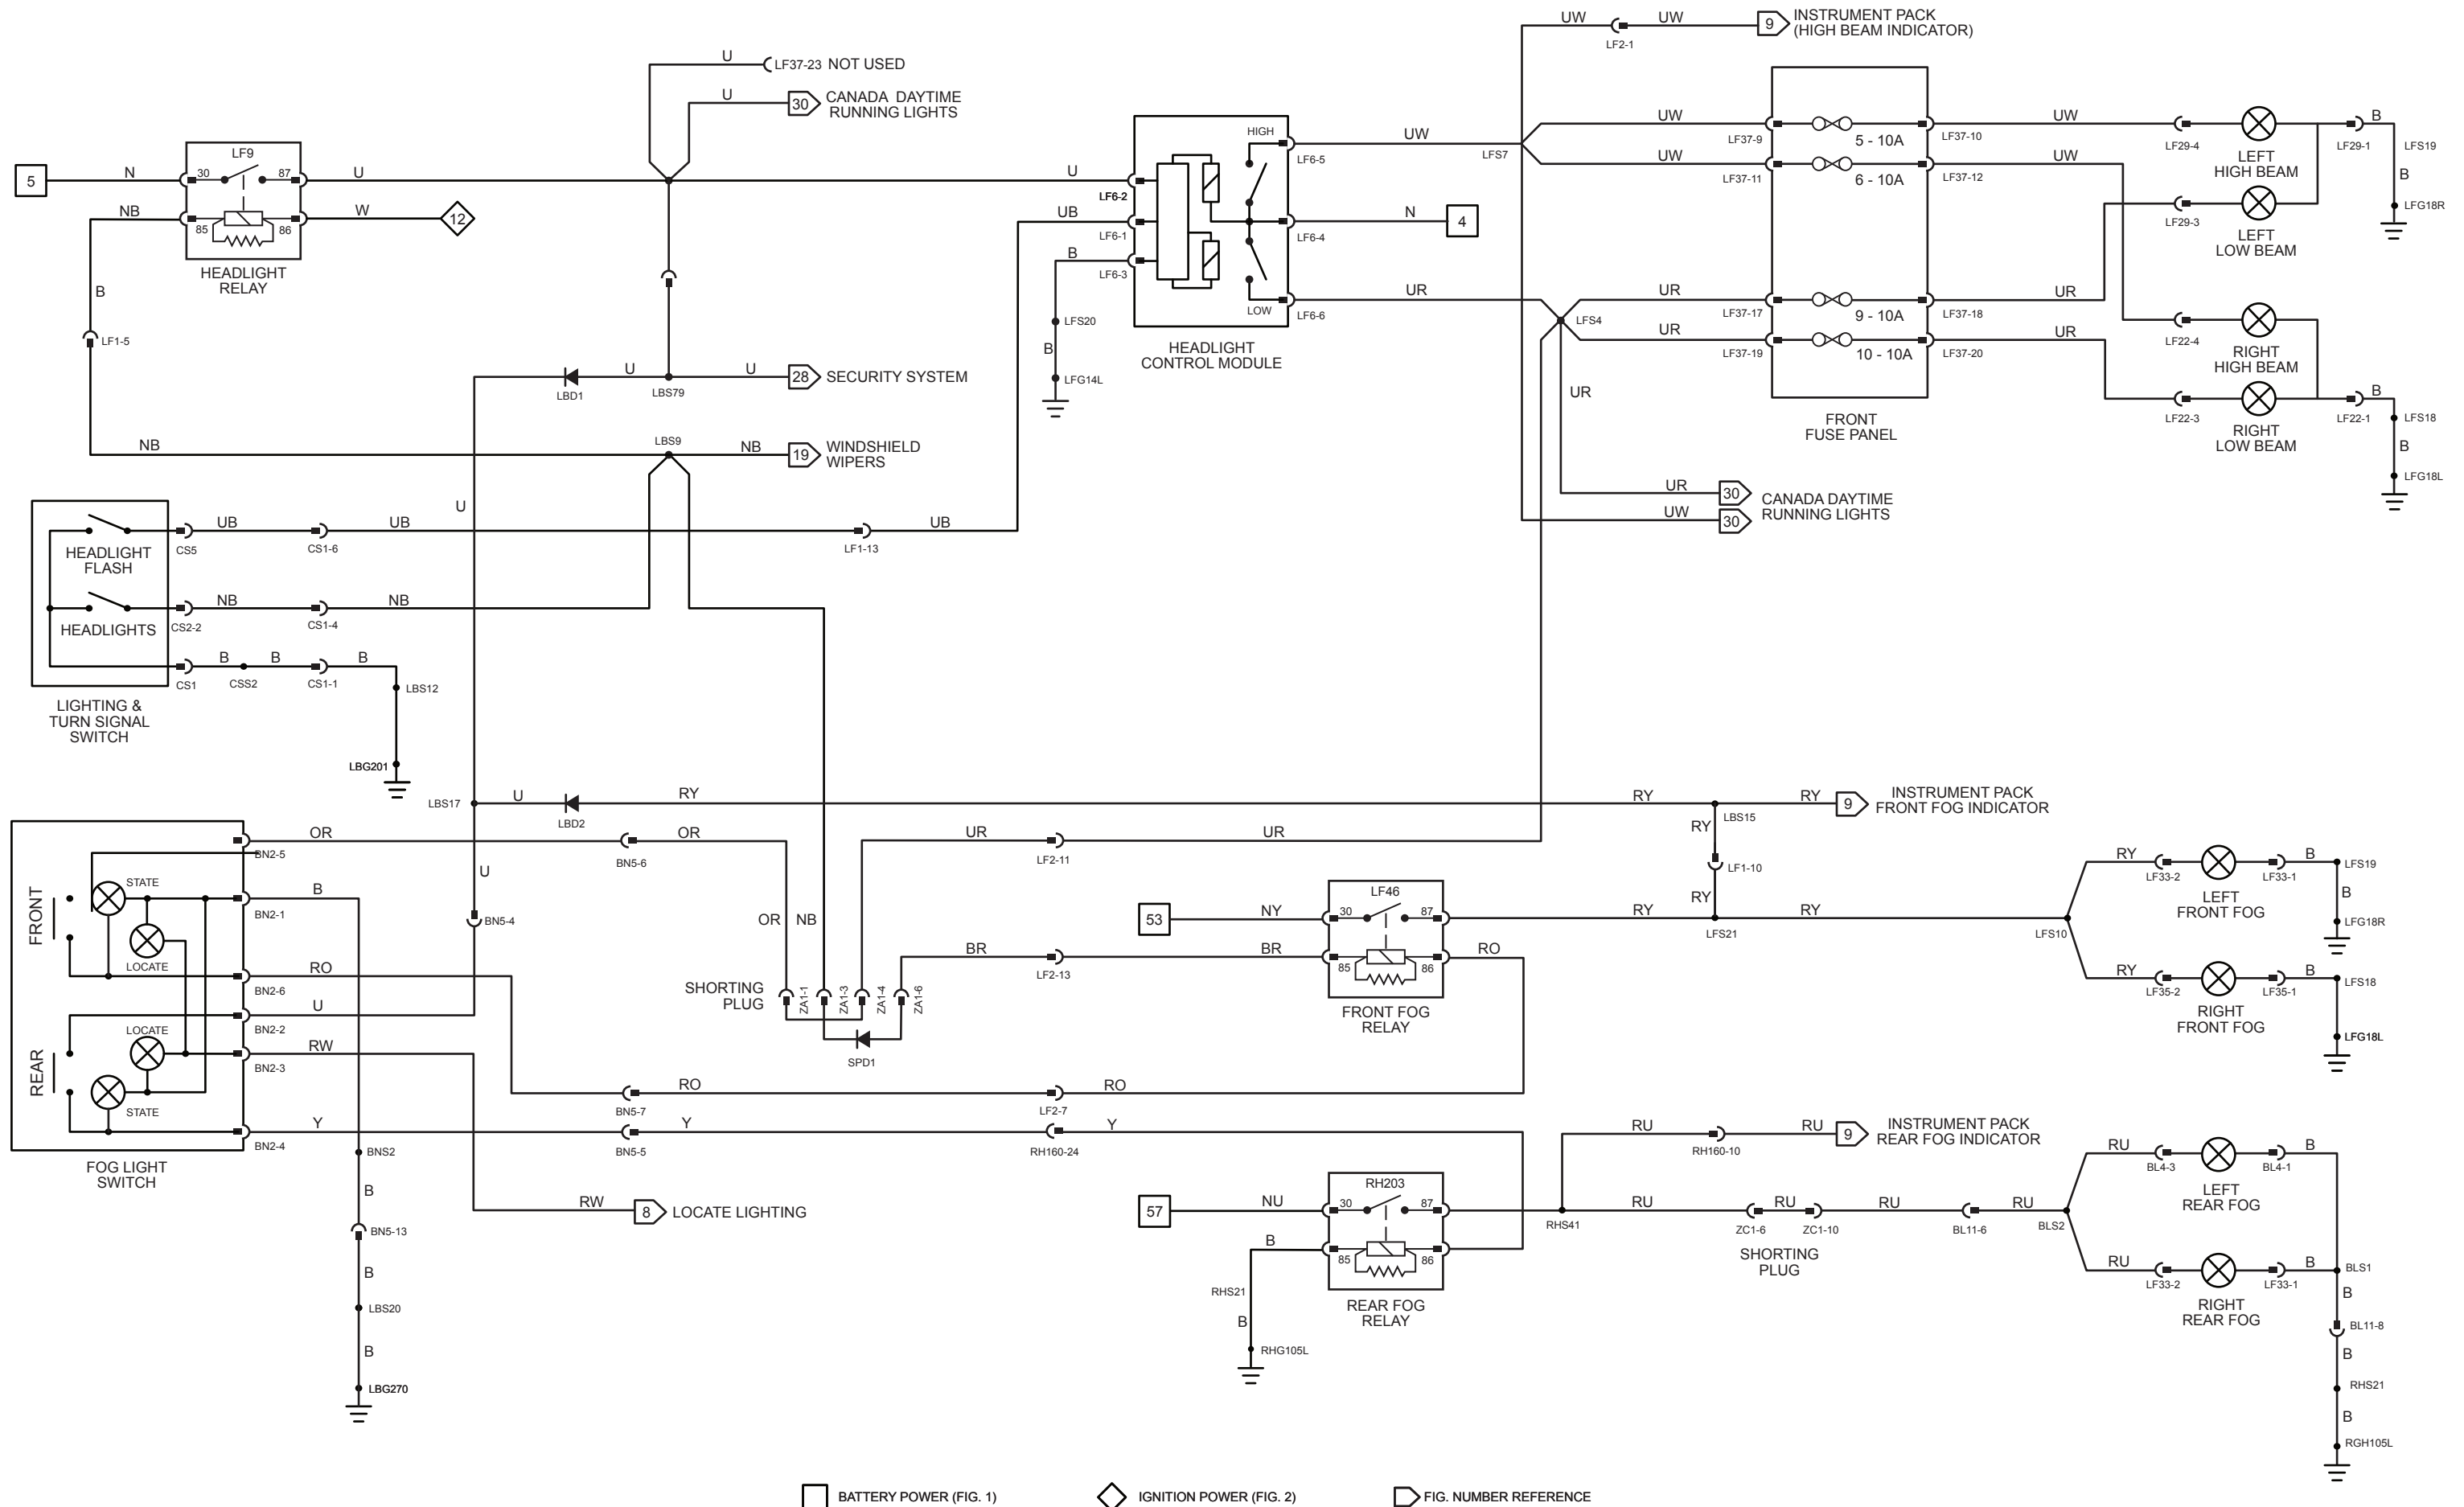 UW
UW
9
INSTRUMENT PACK
(HIGH BEAM INDICATOR)
LF2-1
U
LF37-23 NOT USED
U
30
CANADA DAYTIME
RUNNING LIGHTS
5
N
NB
LF9
30
87
85
86
HEADLIGHT
RELAY
U
W
12
B
LF1-5
U
LF6-2
UB
LF6-1
B
LF6-3
LFS20
B
LFG14L
HIGH
LF6-5
LF6-4
LOW
LF6-6
HEADLIGHT
CONTROL MODULE
UW
LFS7
N
4
UR
LFS4
UW
LF37-9
UW
LF37-11
UR
LF37-17
UR
LF37-19
5 - 10A
6 - 10A
9 - 10A
10 - 10A
FRONT
FUSE PANEL
LF37-10
UW
LF37-12
UW
LF37-18
UR
LF37-20
UR
LF29-4
LEFT
HIGH BEAM
LF29-1
B
LFS19
B
LFG18R
LF29-3
LEFT
LOW BEAM
LF22-4
RIGHT
HIGH BEAM
LF22-3
RIGHT
LOW BEAM
LF22-1
B
LFS18
B
LFG18L
UR
UR
30
UW
30
CANADA DAYTIME
RUNNING LIGHTS
LBD1
U
LBS79
U
28
SECURITY SYSTEM
NB
LBS9
NB
19
WINDSHIELD
WIPERS
U
HEADLIGHT
FLASH
HEADLIGHTS
CS5
UB
CS1-6
UB
LF1-13
UB
CS2-2
NB
CS1-4
NB
CS1
B
CSS2
B
CS1-1
B
LBS12
LBG201
LIGHTING &
TURN SIGNAL
SWITCH
LBS17
U
LBD2
RY
RY
LBS15
RY
9
INSTRUMENT PACK
FRONT FOG INDICATOR
FRONT
STATE
LOCATE
REAR
LOCATE
STATE
FOG LIGHT
SWITCH
OR
BN2-5
BN5-6
OR
B
BN2-1
RO
BN2-6
U
BN2-2
RW
BN2-3
Y
BN2-4
U
BN5-4
OR
NB
SHORTING
PLUG
ZA1-1
ZA1-3
ZA1-4
ZA1-6
SPD1
UR
LF2-11
UR
BR
LF2-13
BR
53
NY
LF46
30
87
85
86
FRONT FOG
RELAY
RO
RY
RY
LF1-10
RY
LFS21
RY
LFS10
RY
LF33-2
LEFT
FRONT FOG
LF33-1
B
LFS19
B
LFG18R
RY
LF35-2
RIGHT
FRONT FOG
LF35-1
B
LFS18
LFG18L
BN5-7
RO
LF2-7
RO
BN5-5
Y
RH160-24
Y
BNS2
B
BN5-13
B
LBS20
B
LBG270
RW
8
LOCATE LIGHTING
57
NU
B
RHS21
B
RHG105L
RH203
30
87
85
86
REAR FOG
RELAY
RU
RH160-10
RU
9
INSTRUMENT PACK
REAR FOG INDICATOR
RHS41
RU
ZC1-6
RU
ZC1-10
SHORTING
PLUG
RU
BL11-6
RU
BLS2
RU
BL4-3
LEFT
REAR FOG
BL4-1
B
RU
LF33-2
RIGHT
REAR FOG
LF33-1
B
BLS1
B
BL11-8
B
RHS21
B
RGH105L
BATTERY POWER (FIG. 1)
IGNITION POWER (FIG. 2)
FIG. NUMBER REFERENCE